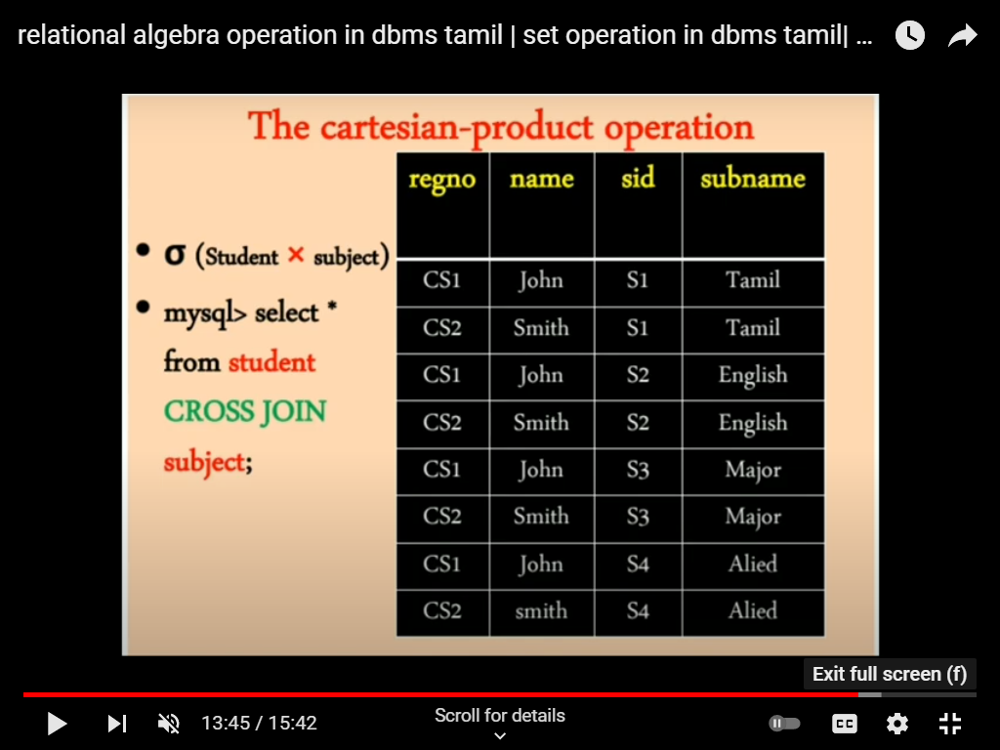 relational algebra operation in dbms tamil | set operation in dbms tamil| ...
The cartesian-product operation
• σ (Student × subject)
• mysql> select *
from student
CROSS JOIN
subject;
regno name sid subname
CS1 John S1 Tamil
CS2 Smith S1 Tamil
CS1 John S2 English
CS2 Smith S2 English
CS1 John S3 Major
CS2 Smith S3 Major
CS1 John S4 Alied
CS2 smith S4 Alied
Exit full screen (f)
13:45 / 15:42
Scroll for details
CC